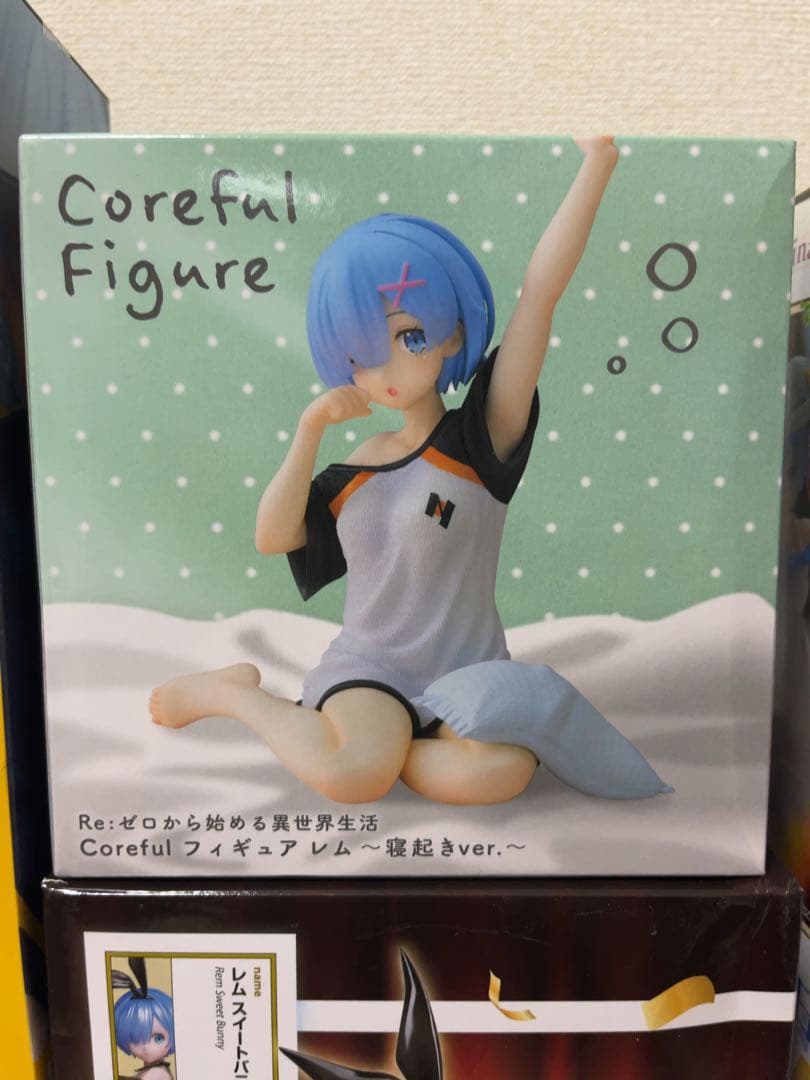 Coreful
Figure
N
Re:ゼロから始める異世界生活
Coreful フィギュア レム ～寝起きver.～
name
レム スイートバニ
Rem Sweet Bunny